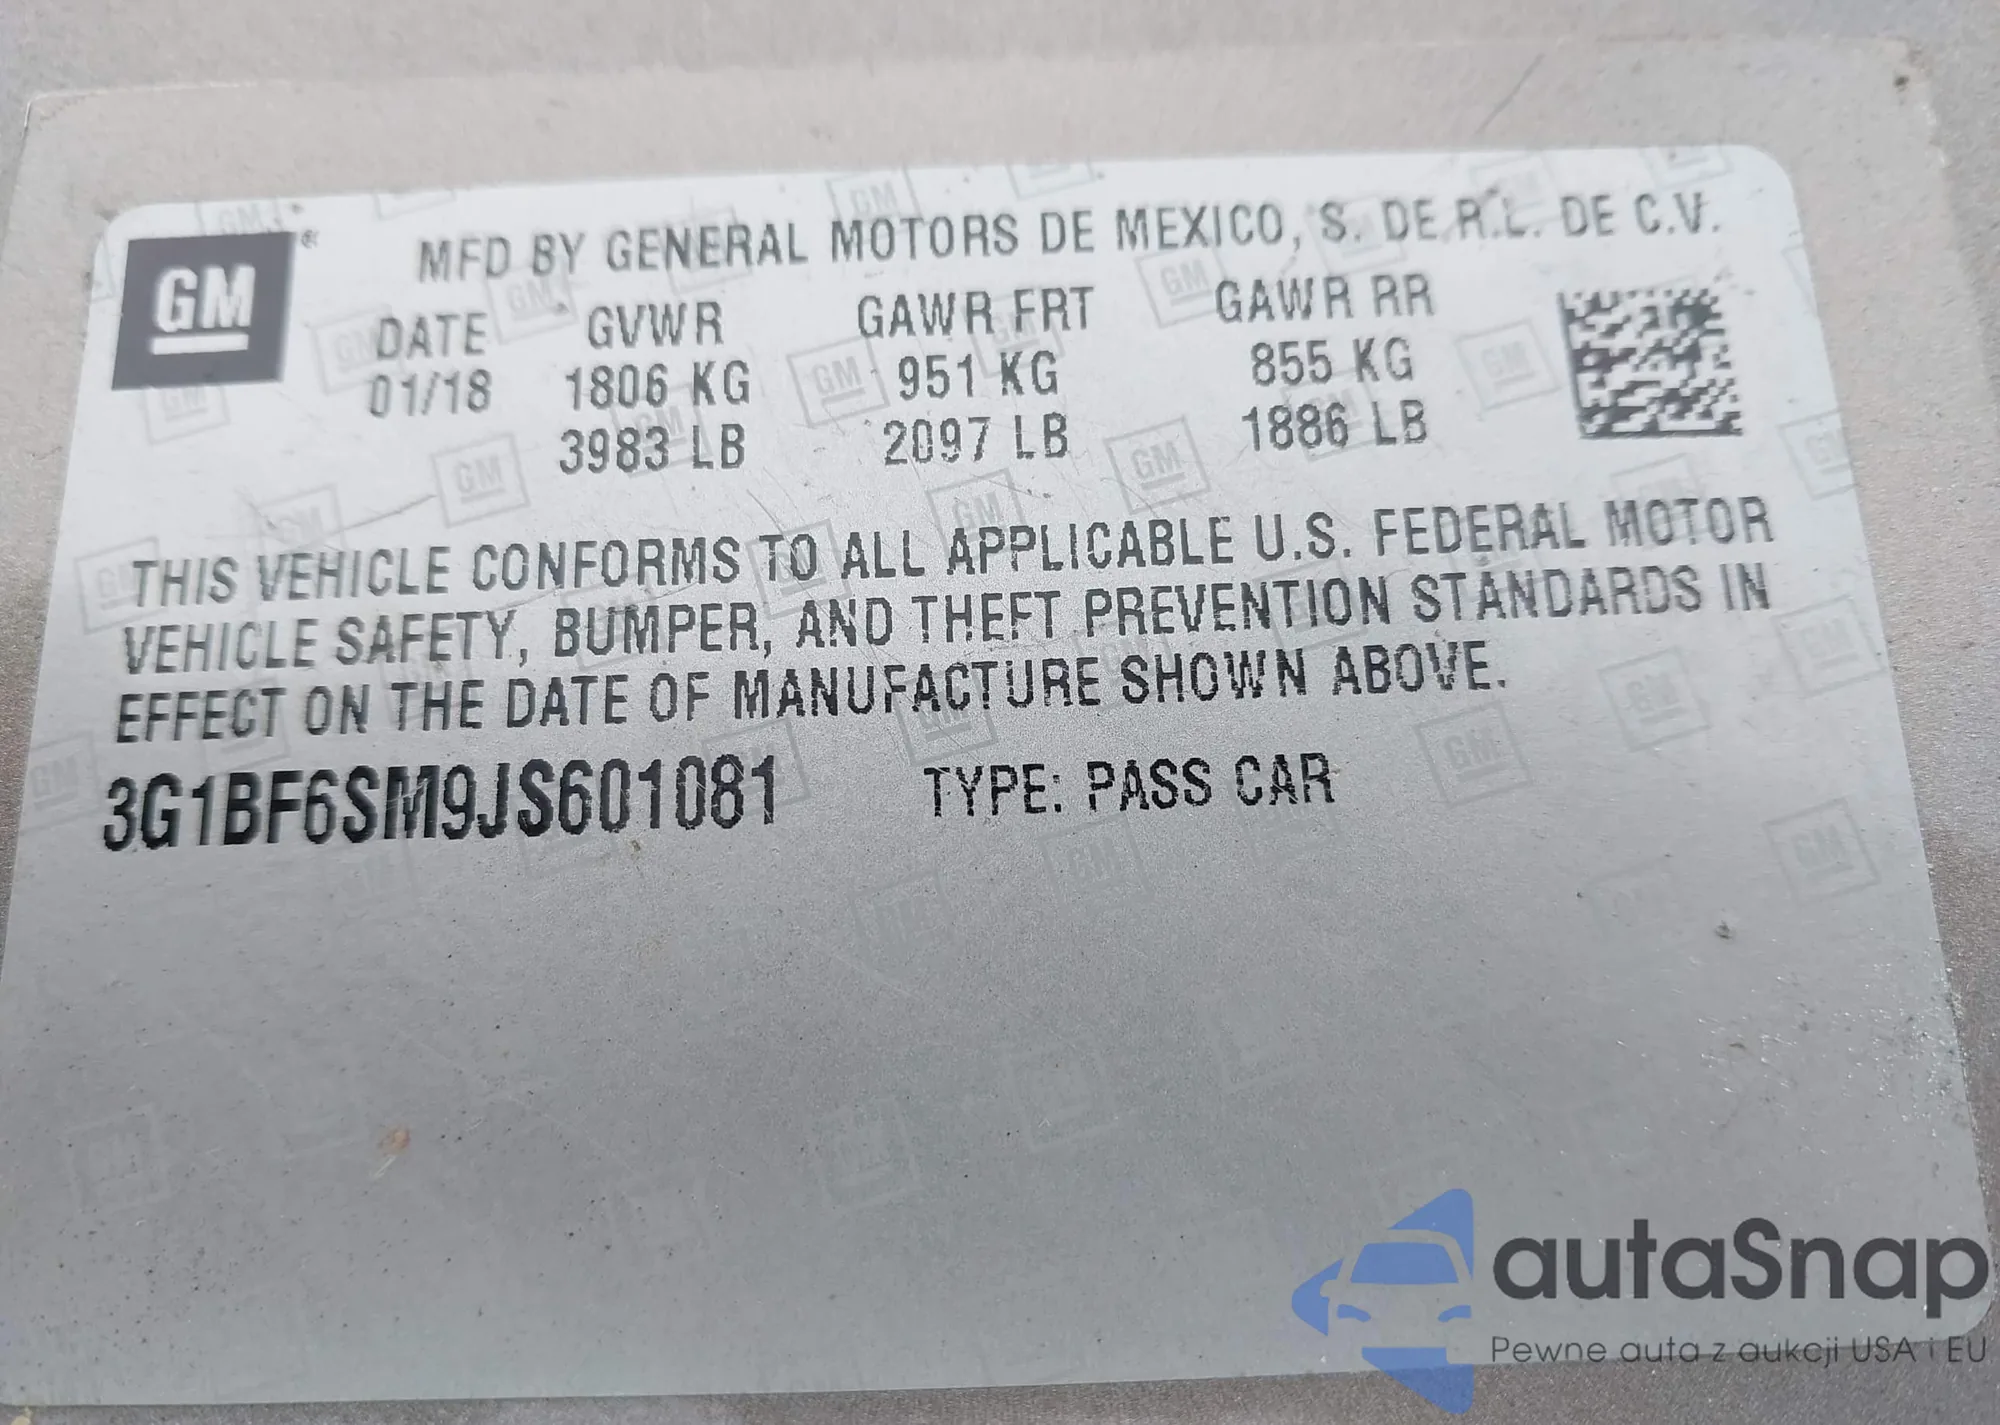 GM
MFD BY GENERAL MOTORS DE MEXICO, S. DE R.L. DE C.V.
DATE GVWR GAWR FRT GAWR RR
01/18 1806 KG 951 KG 855 KG
3983 LB 2097 LB 1886 LB
THIS VEHICLE CONFORMS TO ALL APPLICABLE U.S. FEDERAL MOTOR
VEHICLE SAFETY, BUMPER, AND THEFT PREVENTION STANDARDS IN
EFFECT ON THE DATE OF MANUFACTURE SHOWN ABOVE.
3G1BF6SM9JS601081 TYPE: PASS CAR
autaSnap
Pewne auta z aukcji USA i EU